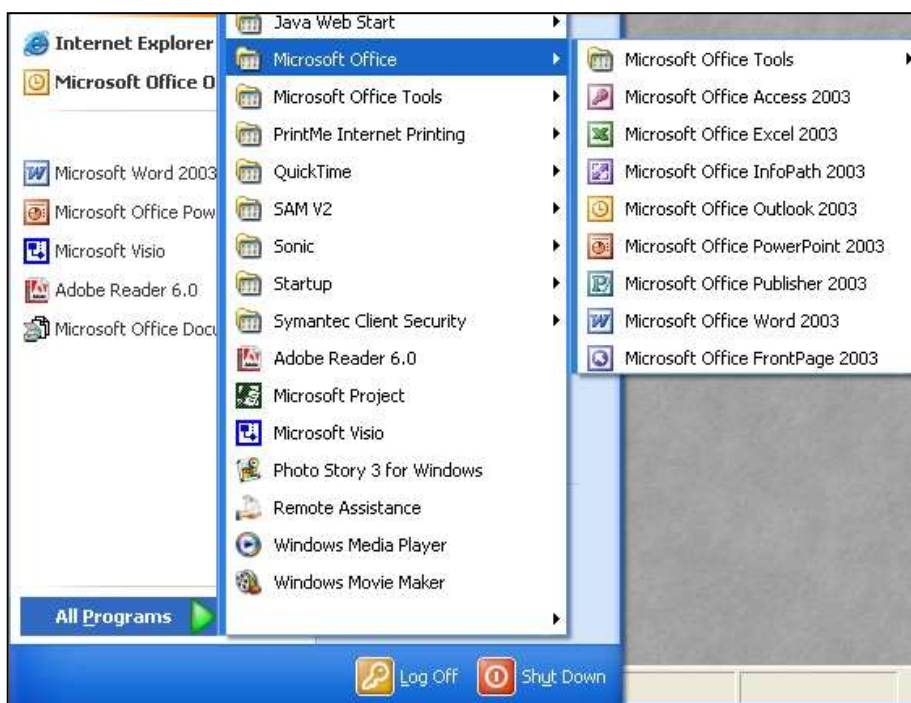 Internet Explorer
Microsoft Office O
Microsoft Word 2003
Microsoft Office Pow
Microsoft Visio
Adobe Reader 6.0
Microsoft Office Docu
All Programs
Java Web Start
Microsoft Office
Microsoft Office Tools
PrintMe Internet Printing
QuickTime
SAM V2
Sonic
Startup
Symantec Client Security
Adobe Reader 6.0
Microsoft Project
Microsoft Visio
Photo Story 3 for Windows
Remote Assistance
Windows Media Player
Windows Movie Maker
Microsoft Office Tools
Microsoft Office Access 2003
Microsoft Office Excel 2003
Microsoft Office InfoPath 2003
Microsoft Office Outlook 2003
Microsoft Office PowerPoint 2003
Microsoft Office Publisher 2003
Microsoft Office Word 2003
Microsoft Office FrontPage 2003
Log Off
Shut Down